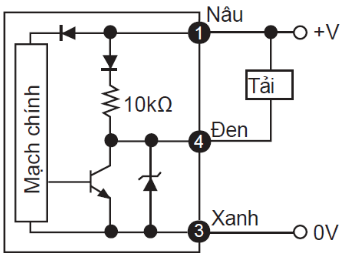 Nâu
1
+V
Tải
10kΩ
Mạch chính
Đen
4
Xanh
3
0V